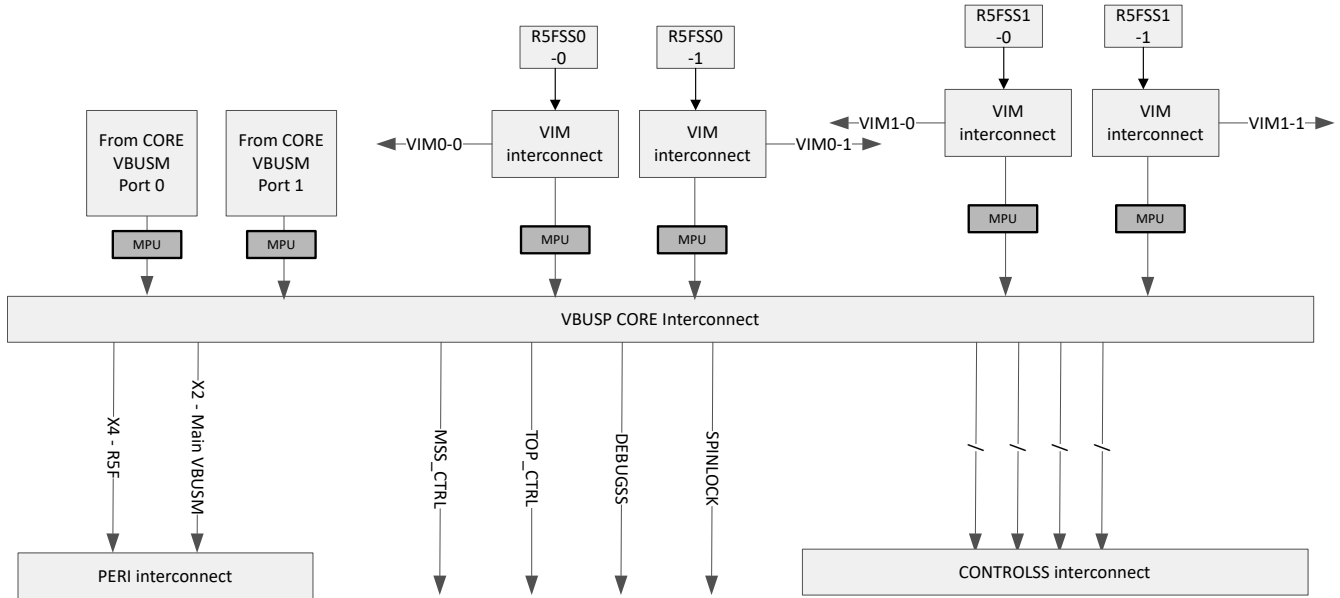 R5FSS0
-0
R5FSS0
-1
R5FSS1
-0
R5FSS1
-1
From CORE
VBUSM
Port 0
From CORE
VBUSM
Port 1
VIM0-0
VIM
interconnect
VIM
interconnect
VIM0-1
VIM1-0
VIM
interconnect
VIM
interconnect
VIM1-1
MPU
MPU
MPU
MPU
MPU
MPU
VBUSP CORE Interconnect
X4 - R5F
X2 - Main VBUSM
MSS_CTRL
TOP_CTRL
DEBUGSS
SPINLOCK
//
//
//
//
PERI interconnect
CONTROLSS interconnect